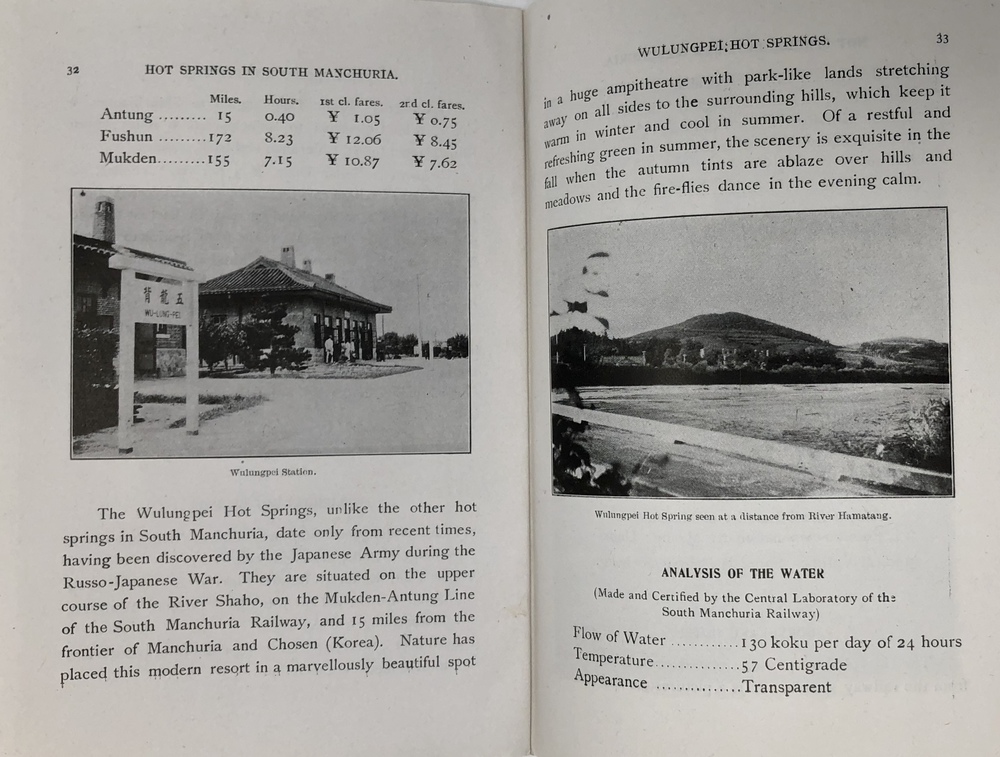 32
HOT SPRINGS IN SOUTH MANCHURIA.
Miles. Hours. 1st cl. fares. 2rd cl. fares.
Antung ......... 15 0.40 ¥ 1.05 ¥ 0.75
Fushun .........172 8.23 ¥ 12.06 ¥ 8.45
Mukden.........155 7.15 ¥ 10.87 ¥ 7.62
背龍五
WU-LUNG-PEI
Wulungpei Station.
The Wulungpei Hot Springs, unlike the other hot
springs in South Manchuria, date only from recent times,
having been discovered by the Japanese Army during the
Russo-Japanese War. They are situated on the upper
course of the River Shaho, on the Mukden-Antung Line
of the South Manchuria Railway, and 15 miles from the
frontier of Manchuria and Chosen (Korea). Nature has
placed this modern resort in a marvellously beautiful spot
WULUNGPEI HOT SPRINGS.
33
in a huge ampitheatre with park-like lands stretching
away on all sides to the surrounding hills, which keep it
warm in winter and cool in summer. Of a restful and
refreshing green in summer, the scenery is exquisite in the
fall when the autumn tints are ablaze over hills and
meadows and the fire-flies dance in the evening calm.
Wulungpei Hot Spring seen at a distance from River Hamatang.
ANALYSIS OF THE WATER
(Made and Certified by the Central Laboratory of the
South Manchuria Railway)
Flow of Water ............130 koku per day of 24 hours
Temperature...............57 Centigrade
Appearance ...............Transparent